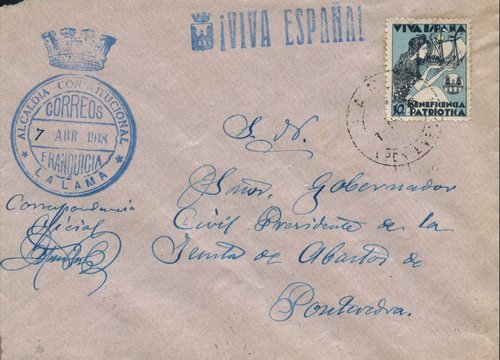 ¡VIVA ESPAÑA!
VIVA ESPAÑA
10
BENEFICENCIA
PATRIOTICA
ALCALDIA CONSTITUCIONAL
CORREOS
7 ABR 1918
FRANQUICIA
* LA LAMA *
S. N.
Señor Gobernador
Civil Presidente de la
Junta de Abastos de
Pontevedra.
Correspondencia
Oficial